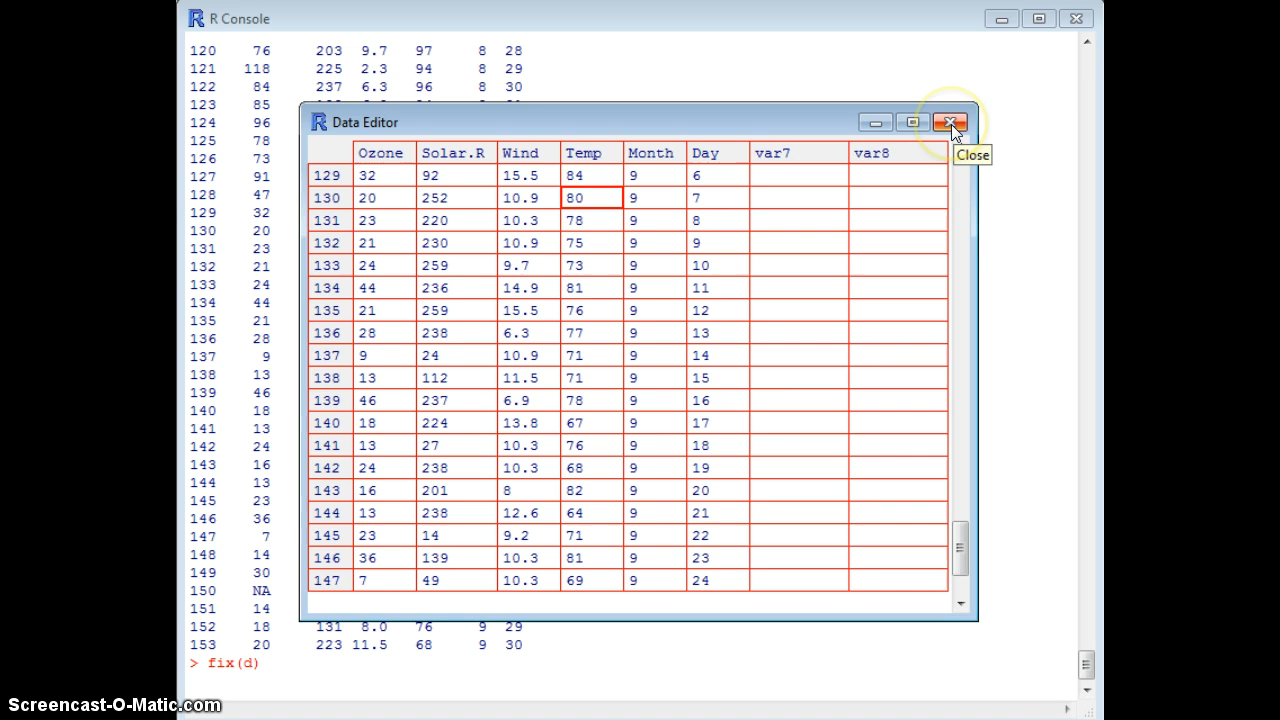 R Console
120 76 203 9.7 97 8 28
121 118 225 2.3 94 8 29
122 84 237 6.3 96 8 30
123 85
124 96
125 78
126 73
127 91
128 47
129 32
130 20
131 23
132 21
133 24
134 44
135 21
136 28
137 9
138 13
139 46
140 18
141 13
142 24
143 16
144 13
145 23
146 36
147 7
148 14
149 30
150 NA
151 14
152 18 131 8.0 76 9 29
153 20 223 11.5 68 9 30
> fix(d)
Data Editor
Close
Ozone Solar.R Wind Temp Month Day var7 var8
129 32 92 15.5 84 9 6
130 20 252 10.9 80 9 7
131 23 220 10.3 78 9 8
132 21 230 10.9 75 9 9
133 24 259 9.7 73 9 10
134 44 236 14.9 81 9 11
135 21 259 15.5 76 9 12
136 28 238 6.3 77 9 13
137 9 24 10.9 71 9 14
138 13 112 11.5 71 9 15
139 46 237 6.9 78 9 16
140 18 224 13.8 67 9 17
141 13 27 10.3 76 9 18
142 24 238 10.3 68 9 19
143 16 201 8 82 9 20
144 13 238 12.6 64 9 21
145 23 14 9.2 71 9 22
146 36 139 10.3 81 9 23
147 7 49 10.3 69 9 24
Screencast-O-Matic.com